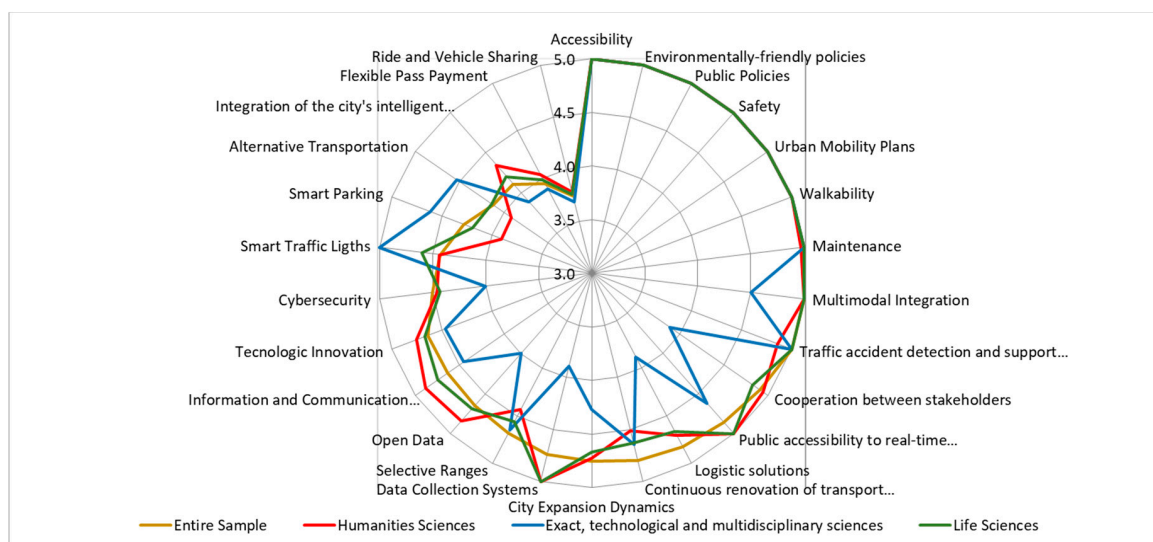 Accessibility
Ride and Vehicle Sharing
5.0
Environmentally-friendly policies
Flexible Pass Payment
Public Policies
Integration of the city's intelligent...
4.5
Safety
Alternative Transportation
4.0
Urban Mobility Plans
Smart Parking
3.5
Walkability
Smart Traffic Ligths
3.0
Maintenance
Cybersecurity
Multimodal Integration
Tecnologic Innovation
Traffic accident detection and support...
Information and Communication...
Cooperation between stakeholders
Open Data
Public accessibility to real-time...
Selective Ranges
Logistic solutions
Data Collection Systems
Continuous renovation of transport...
City Expansion Dynamics
Entire Sample
Humanities Sciences
Exact, technological and multidisciplinary sciences
Life Sciences